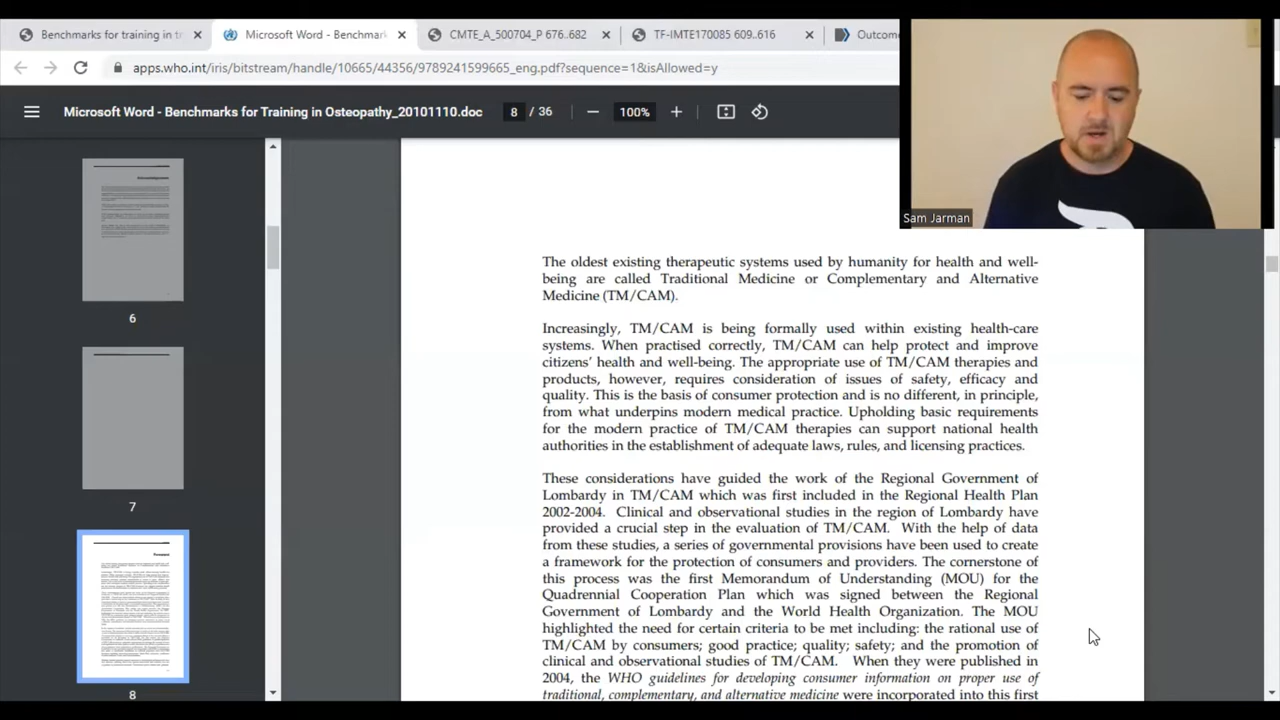 Benchmarks for training in tr
Microsoft Word - Benchmar
CMTE_A_500704_P 676..682
TF-IMTE170085 609..616
Outcome
apps.who.int/iris/bitstream/handle/10665/44356/9789241599665_eng.pdf?sequence=1&isAllowed=y
Microsoft Word - Benchmarks for Training in Osteopathy_20101110.doc
8 / 36
100%
Sam Jarman
6
7
8
The oldest existing therapeutic systems used by humanity for health and well-
being are called Traditional Medicine or Complementary and Alternative
Medicine (TM/CAM).
Increasingly, TM/CAM is being formally used within existing health-care
systems. When practised correctly, TM/CAM can help protect and improve
citizens' health and well-being. The appropriate use of TM/CAM therapies and
products, however, requires consideration of issues of safety, efficacy and
quality. This is the basis of consumer protection and is no different, in principle,
from what underpins modern medical practice. Upholding basic requirements
for the modern practice of TM/CAM therapies can support national health
authorities in the establishment of adequate laws, rules, and licensing practices.
These considerations have guided the work of the Regional Government of
Lombardy in TM/CAM which was first included in the Regional Health Plan
2002-2004. Clinical and observational studies in the region of Lombardy have
provided a crucial step in the evaluation of TM/CAM. With the help of data
from these studies, a series of governmental provisions have been used to create
a framework for the protection of consumers and providers. The cornerstone of
this process was the first Memorandum of Understanding (MOU) for the
Quadrennial Cooperation Plan which was signed between the Regional
Government of Lombardy and the World Health Organization. The MOU
highlighted the need for certain criteria to be met including: the rational use of
TM/CAM by consumers; good practice; quality; safety; and the promotion of
clinical and observational studies of TM/CAM. When they were published in
2004, the WHO guidelines for developing consumer information on proper use of
traditional, complementary, and alternative medicine were incorporated into this first